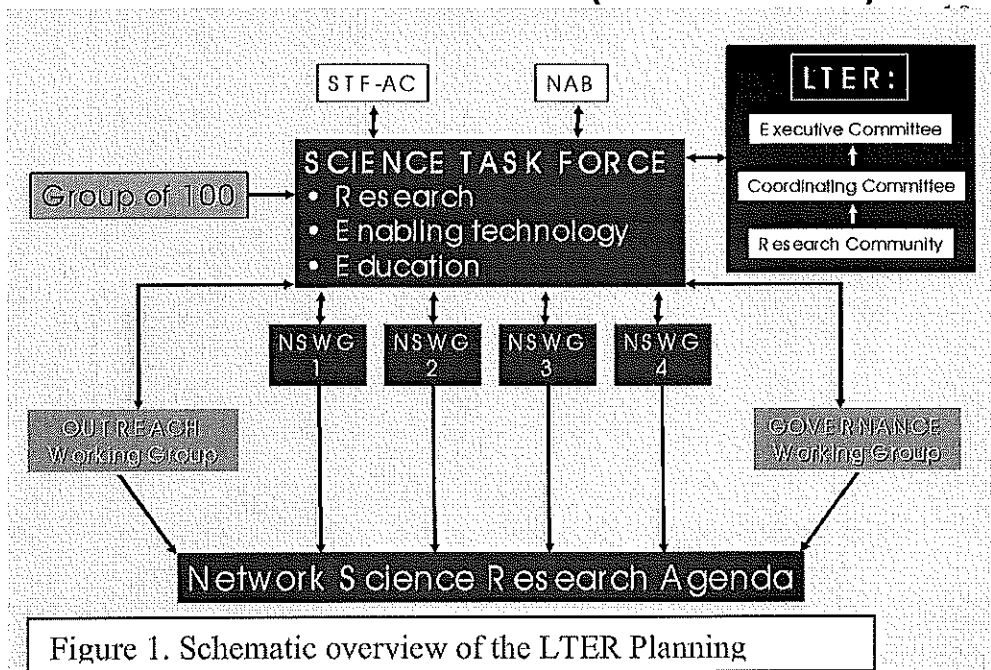 STF-AC
NAB
LTER:
Executive Committee
Coordinating Committee
Research Community
SCIENCE TASK FORCE
• Research
• Enabling technology
• Education
Group of 100
NSWG
1
NSWG
2
NSWG
3
NSWG
4
OUTREACH
Working Group
GOVERNANCE
Working Group
Network Science Research Agenda
Figure 1. Schematic overview of the LTER Planning